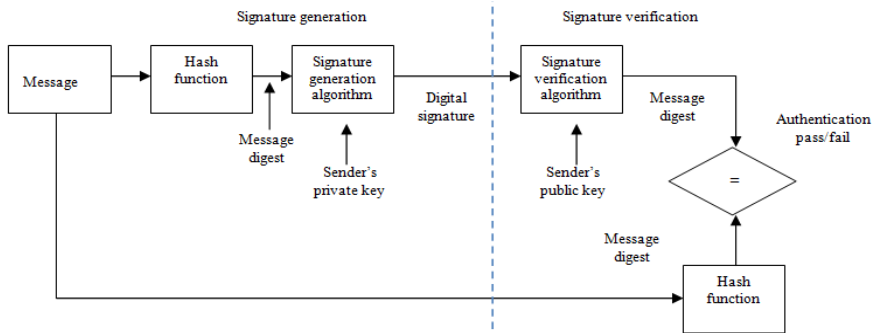 Signature generation
Signature verification
Message
Hash
function
Signature
generation
algorithm
Signature
verification
algorithm
Message
digest
Digital
signature
Message
digest
Authentication
pass/fail
Sender's
private key
Sender's
public key
=
Message
digest
Hash
function